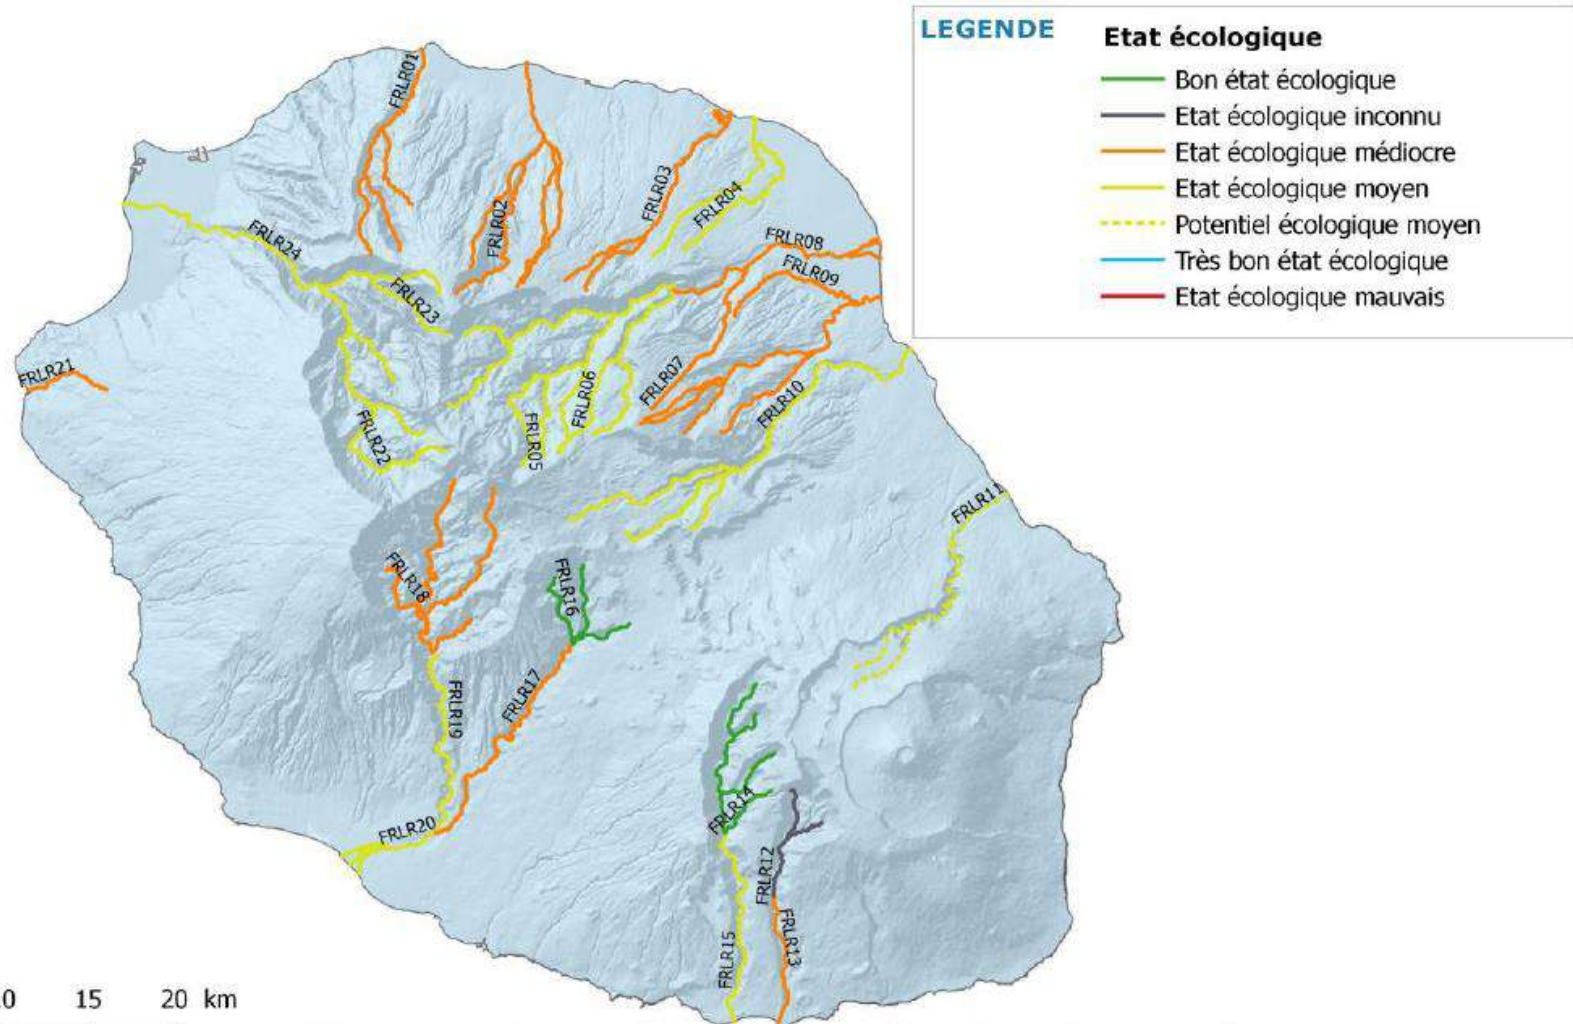 LEGENDE
Etat écologique
Bon état écologique
Etat écologique inconnu
Etat écologique médiocre
Etat écologique moyen
Potentiel écologique moyen
Très bon état écologique
Etat écologique mauvais
FRLR01
FRLR02
FRLR03
FRLR04
FRLR08
FRLR09
FRLR24
FRLR23
FRLR21
FRLR07
FRLR06
FRLR10
FRLR22
FRLR05
FRLR11
FRLR18
FRLR16
FRLR17
FRLR19
FRLR14
FRLR20
FRLR12
FRLR13
FRLR15
15 20 km